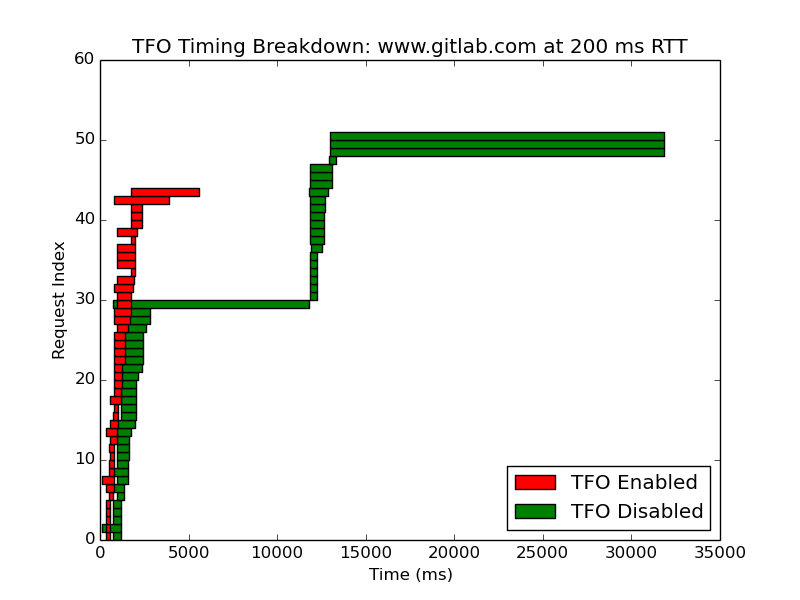 TFO Timing Breakdown: www.gitlab.com at 200 ms RTT
60
50
40
30
20
10
0
Request Index
TFO Enabled
TFO Disabled
0 5000 10000 15000 20000 25000 30000 35000
Time (ms)